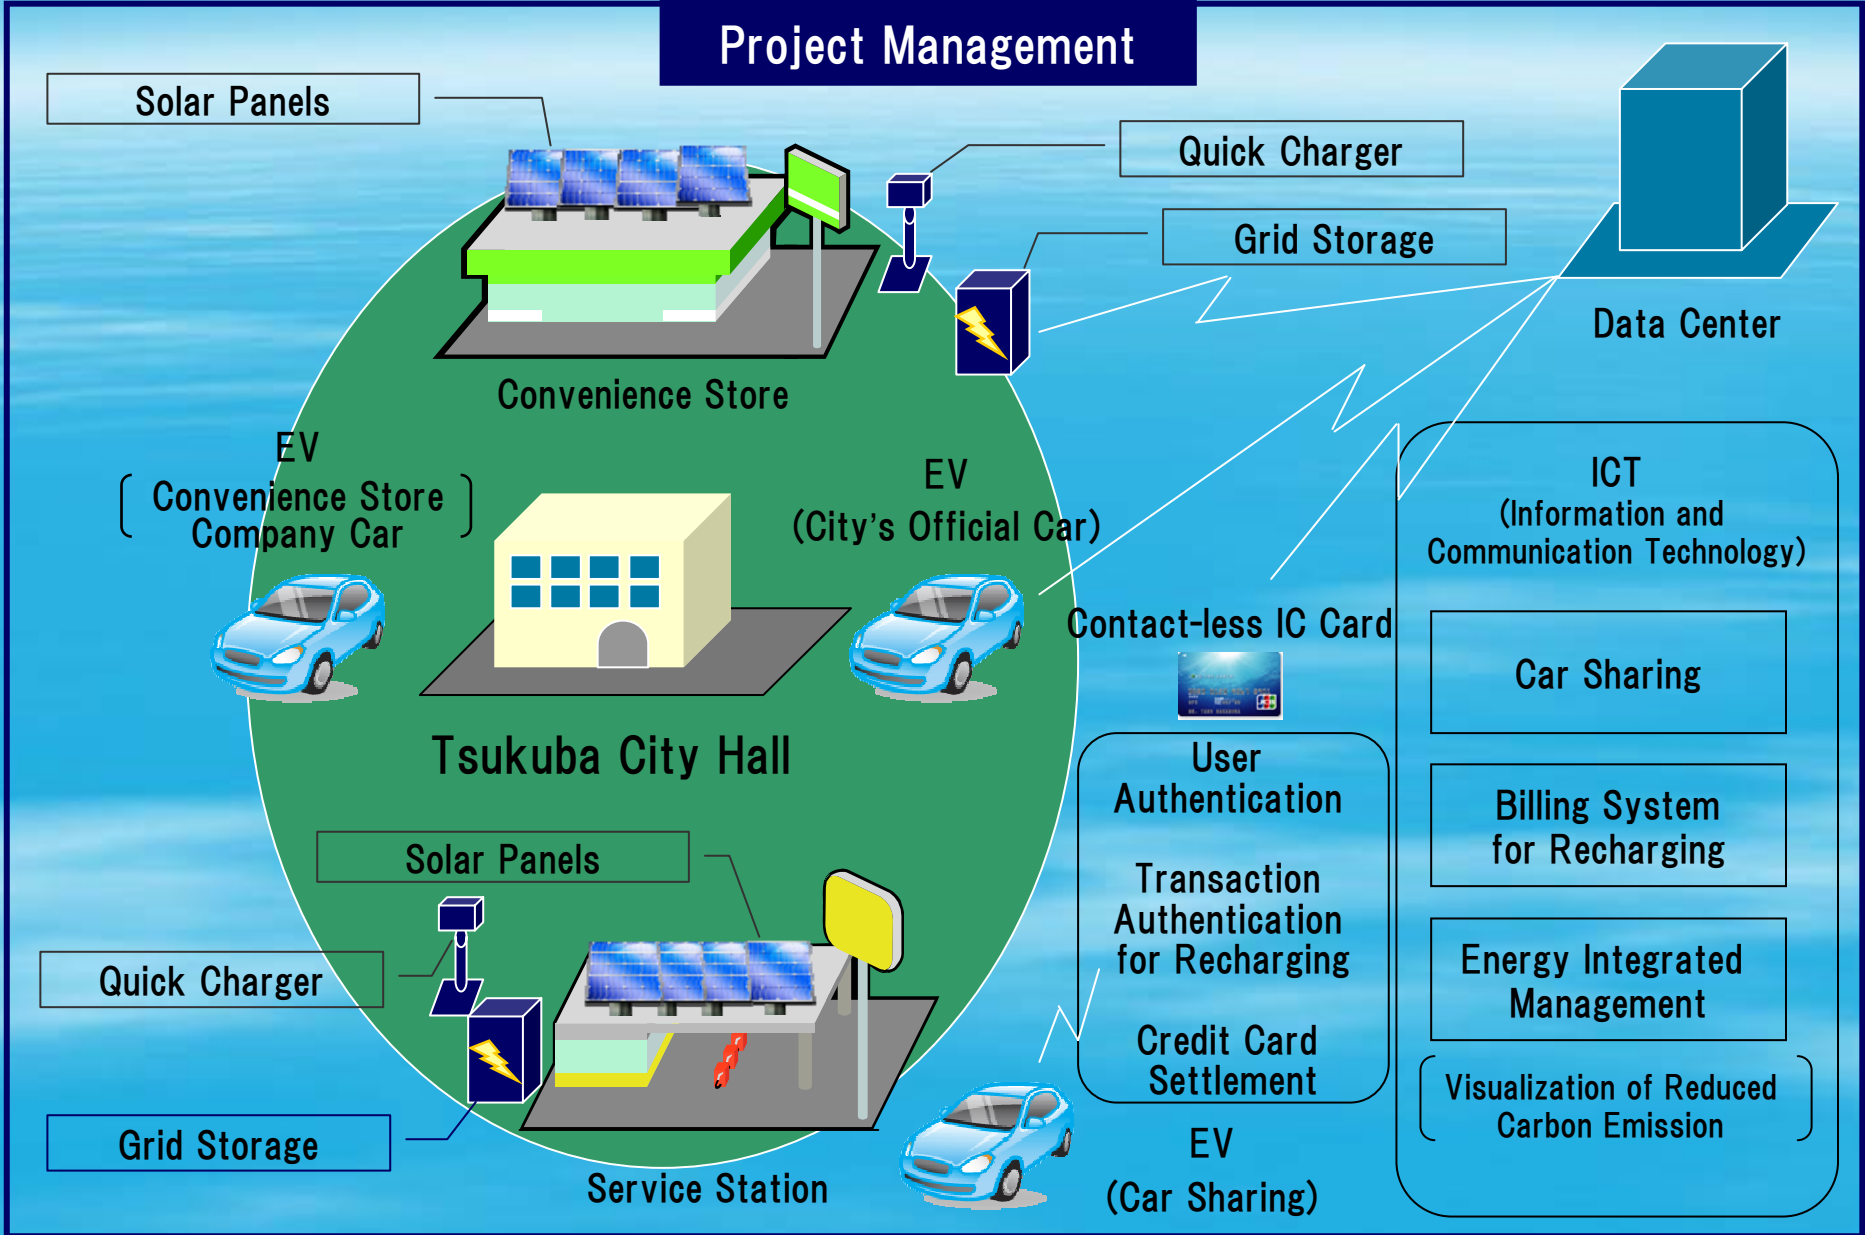 Project Management
Solar Panels
Quick Charger
Grid Storage
Data Center
Convenience Store
EV
Convenience Store
Company Car
EV
(City's Official Car)
Tsukuba City Hall
Contact-less IC Card
User
Authentication
Transaction
Authentication
for Recharging
Credit Card
Settlement
ICT
(Information and
Communication Technology)
Car Sharing
Billing System
for Recharging
Energy Integrated
Management
Visualization of Reduced
Carbon Emission
Solar Panels
Quick Charger
Grid Storage
Service Station
EV
(Car Sharing)